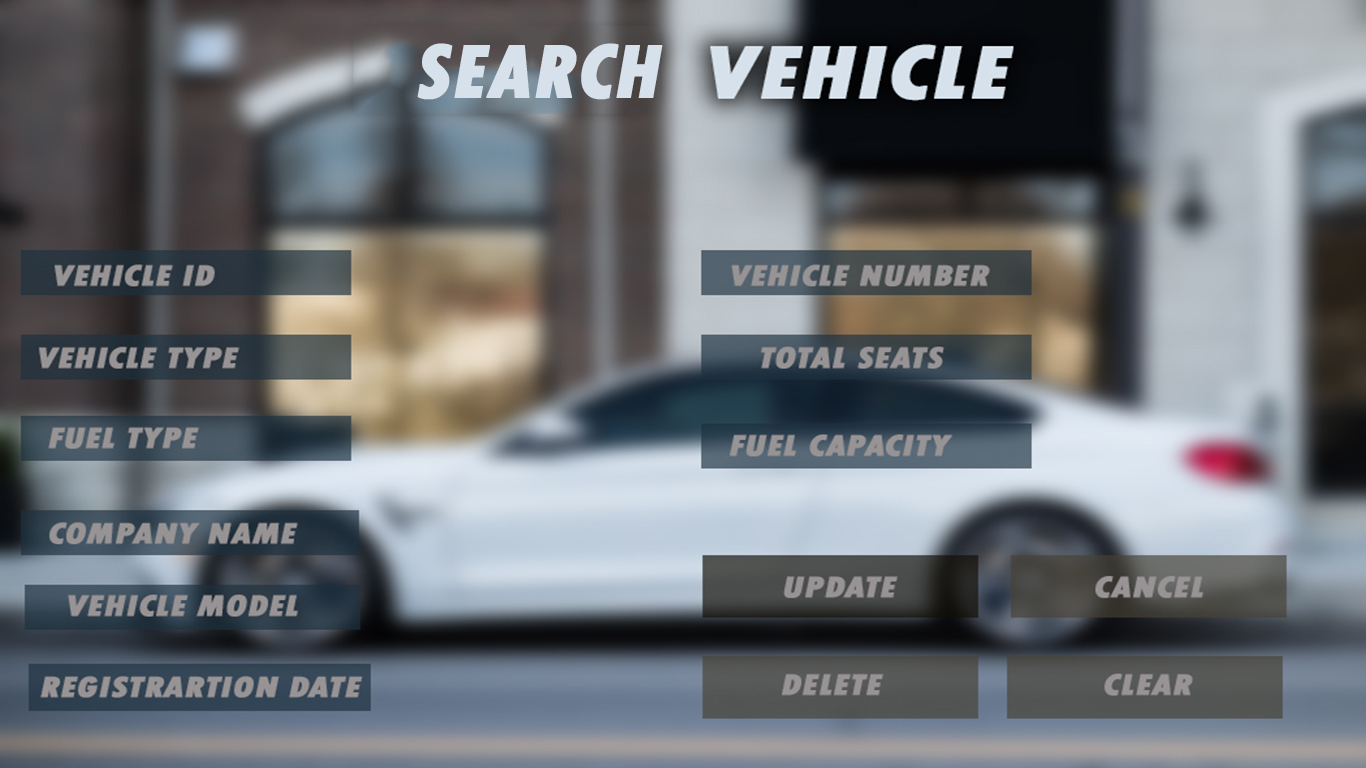 SEARCH VEHICLE
VEHICLE ID
VEHICLE TYPE
FUEL TYPE
COMPANY NAME
VEHICLE MODEL
REGISTRARTION DATE
VEHICLE NUMBER
TOTAL SEATS
FUEL CAPACITY
UPDATE
CANCEL
DELETE
CLEAR